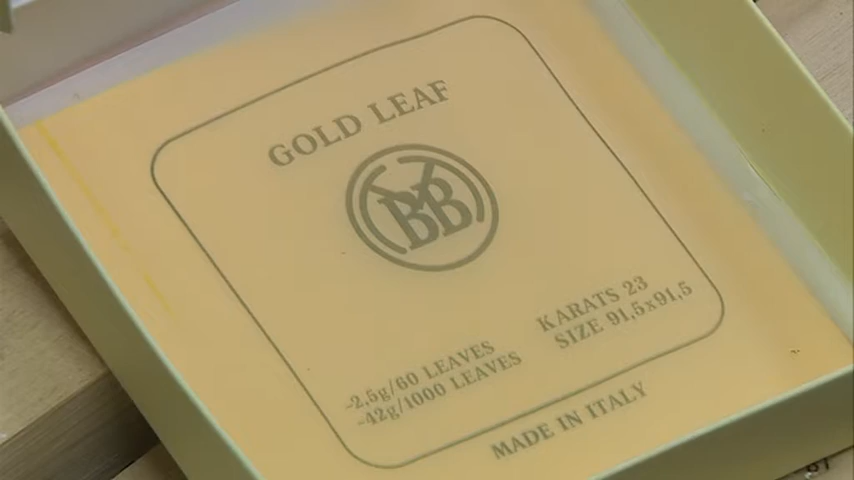 GOLD LEAF
BB
-2,5g/60 LEAVES
-42g/1000 LEAVES
KARATS 23
SIZE 91,5x91,5
MADE IN ITALY